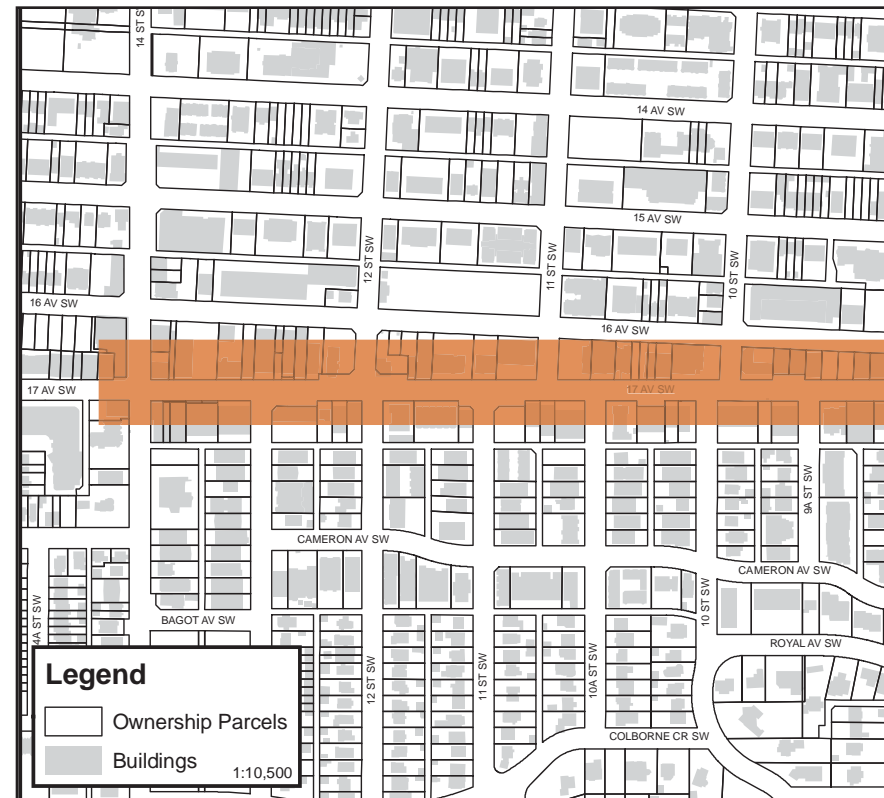 14 ST SW
14 AV SW
15 AV SW
12 ST SW
11 ST SW
10 ST SW
16 AV SW
16 AV SW
17 AV SW
17 AV SW
9A ST SW
CAMERON AV SW
CAMERON AV SW
4A ST SW
BAGOT AV SW
10 ST SW
ROYAL AV SW
12 ST SW
11 ST SW
10A ST SW
COLBORNE CR SW
Legend
Ownership Parcels
Buildings
1:10,500